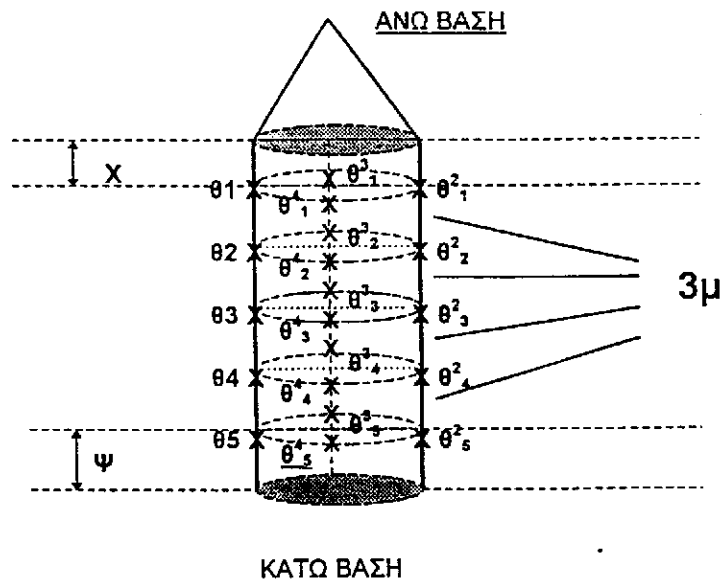 ΑΝΩ ΒΑΣΗ
Χ
θ1 θ³₁ θ⁴₁ θ²₁
θ2 θ³₂ θ⁴₂ θ²₂
3μ
θ3 θ³₃ θ⁴₃ θ²₃
θ4 θ³₄ θ⁴₄ θ²₄
θ5 θ³₅ θ⁴₅ θ²₅
Ψ
ΚΑΤΩ ΒΑΣΗ